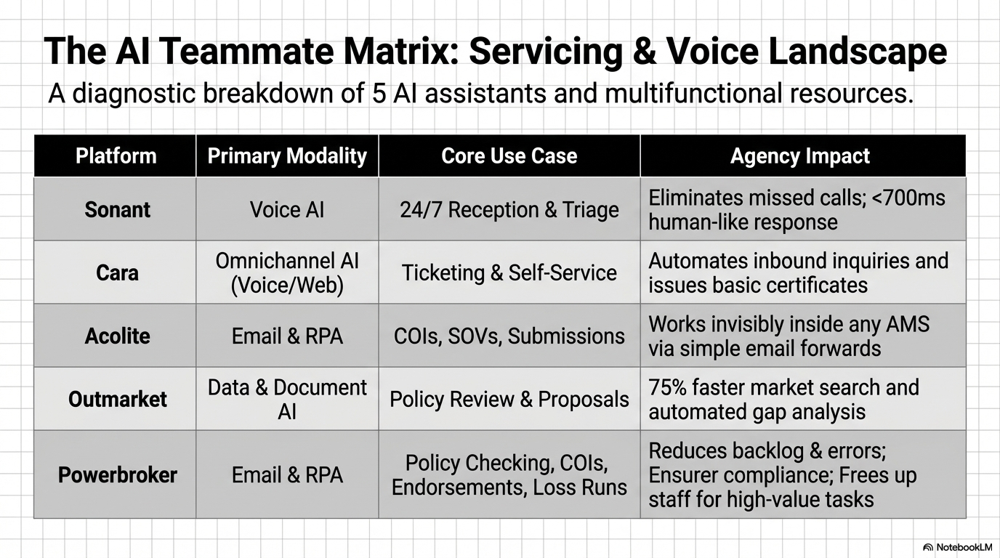 The AI Teammate Matrix: Servicing & Voice Landscape
A diagnostic breakdown of 5 AI assistants and multifunctional resources.
Platform
Primary Modality
Core Use Case
Agency Impact
Sonant
Voice AI
24/7 Reception & Triage
Eliminates missed calls; <700ms
human-like response
Cara
Omnichannel AI
(Voice/Web)
Ticketing & Self-Service
Automates inbound inquiries and
issues basic certificates
Acolite
Email & RPA
COIs, SOVs, Submissions
Works invisibly inside any AMS
via simple email forwards
Outmarket
Data & Document
AI
Policy Review & Proposals
75% faster market search and
automated gap analysis
Powerbroker
Email & RPA
Policy Checking, COIs,
Endorsements, Loss Runs
Reduces backlog & errors;
Ensurer compliance; Frees up
staff for high-value tasks
NotebookLM